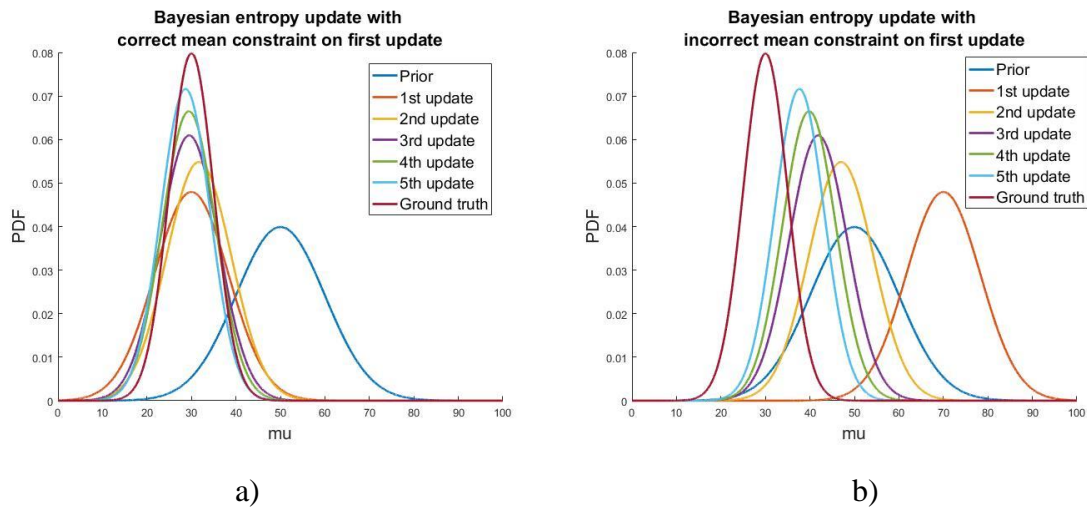 Bayesian entropy update with
correct mean constraint on first update
0.08
0.07
0.06
0.05
0.04
0.03
0.02
0.01
0
PDF
0 10 20 30 40 50 60 70 80 90 100
mu
Prior
1st update
2nd update
3rd update
4th update
5th update
Ground truth
a)
Bayesian entropy update with
incorrect mean constraint on first update
0.08
0.07
0.06
0.05
0.04
0.03
0.02
0.01
0
PDF
0 10 20 30 40 50 60 70 80 90 100
mu
Prior
1st update
2nd update
3rd update
4th update
5th update
Ground truth
b)